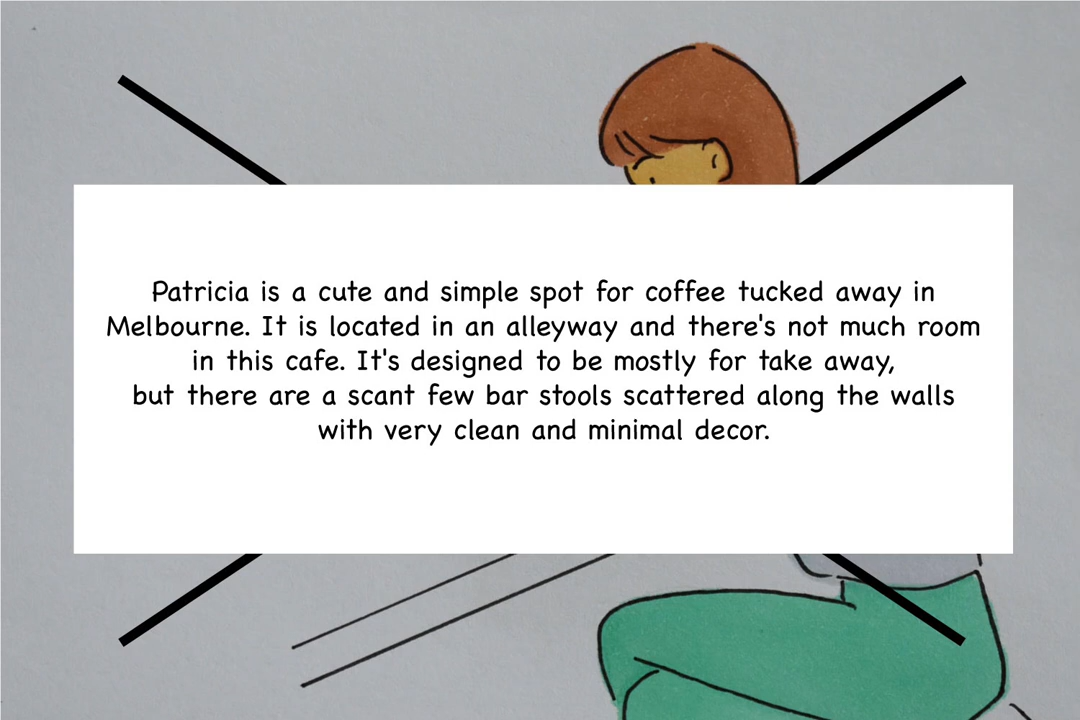 Patricia is a cute and simple spot for coffee tucked away in
Melbourne. It is located in an alleyway and there's not much room
in this cafe. It's designed to be mostly for take away,
but there are a scant few bar stools scattered along the walls
with very clean and minimal decor.